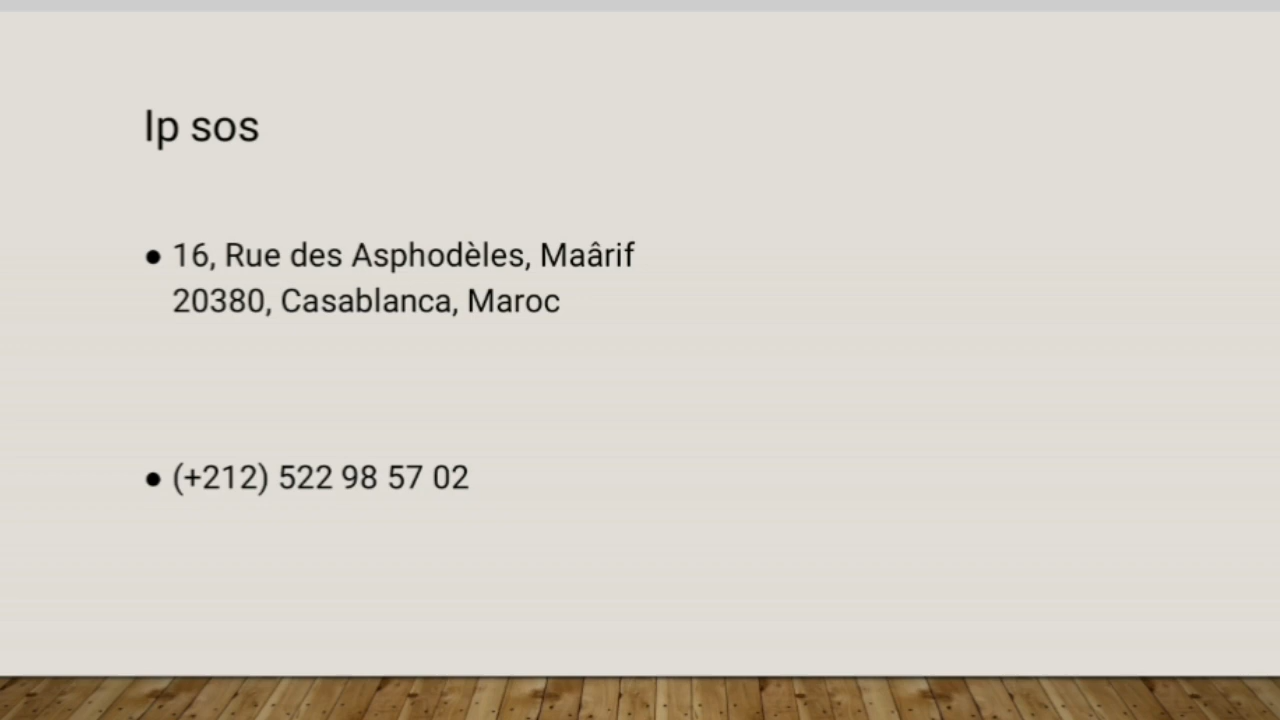 Ip sos
● 16, Rue des Asphodèles, Maârif
20380, Casablanca, Maroc
● (+212) 522 98 57 02